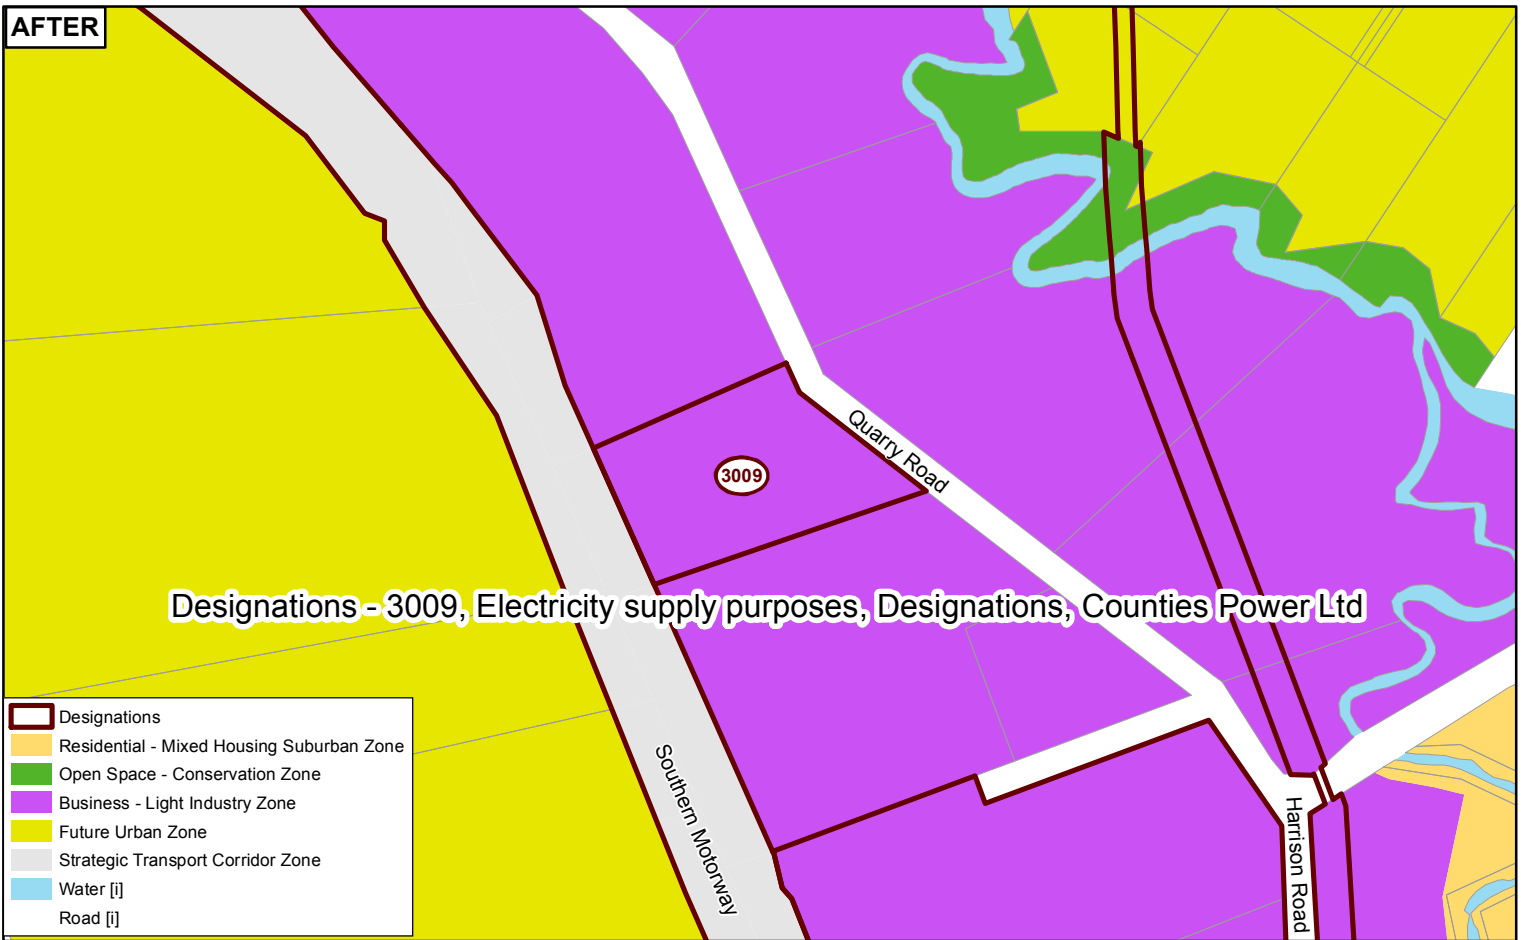 AFTER
Quarry Road
3009
Designations - 3009, Electricity supply purposes, Designations, Counties Power Ltd
Southern Motorway
Harrison Road
Designations
Residential - Mixed Housing Suburban Zone
Open Space - Conservation Zone
Business - Light Industry Zone
Future Urban Zone
Strategic Transport Corridor Zone
Water [i]
Road [i]